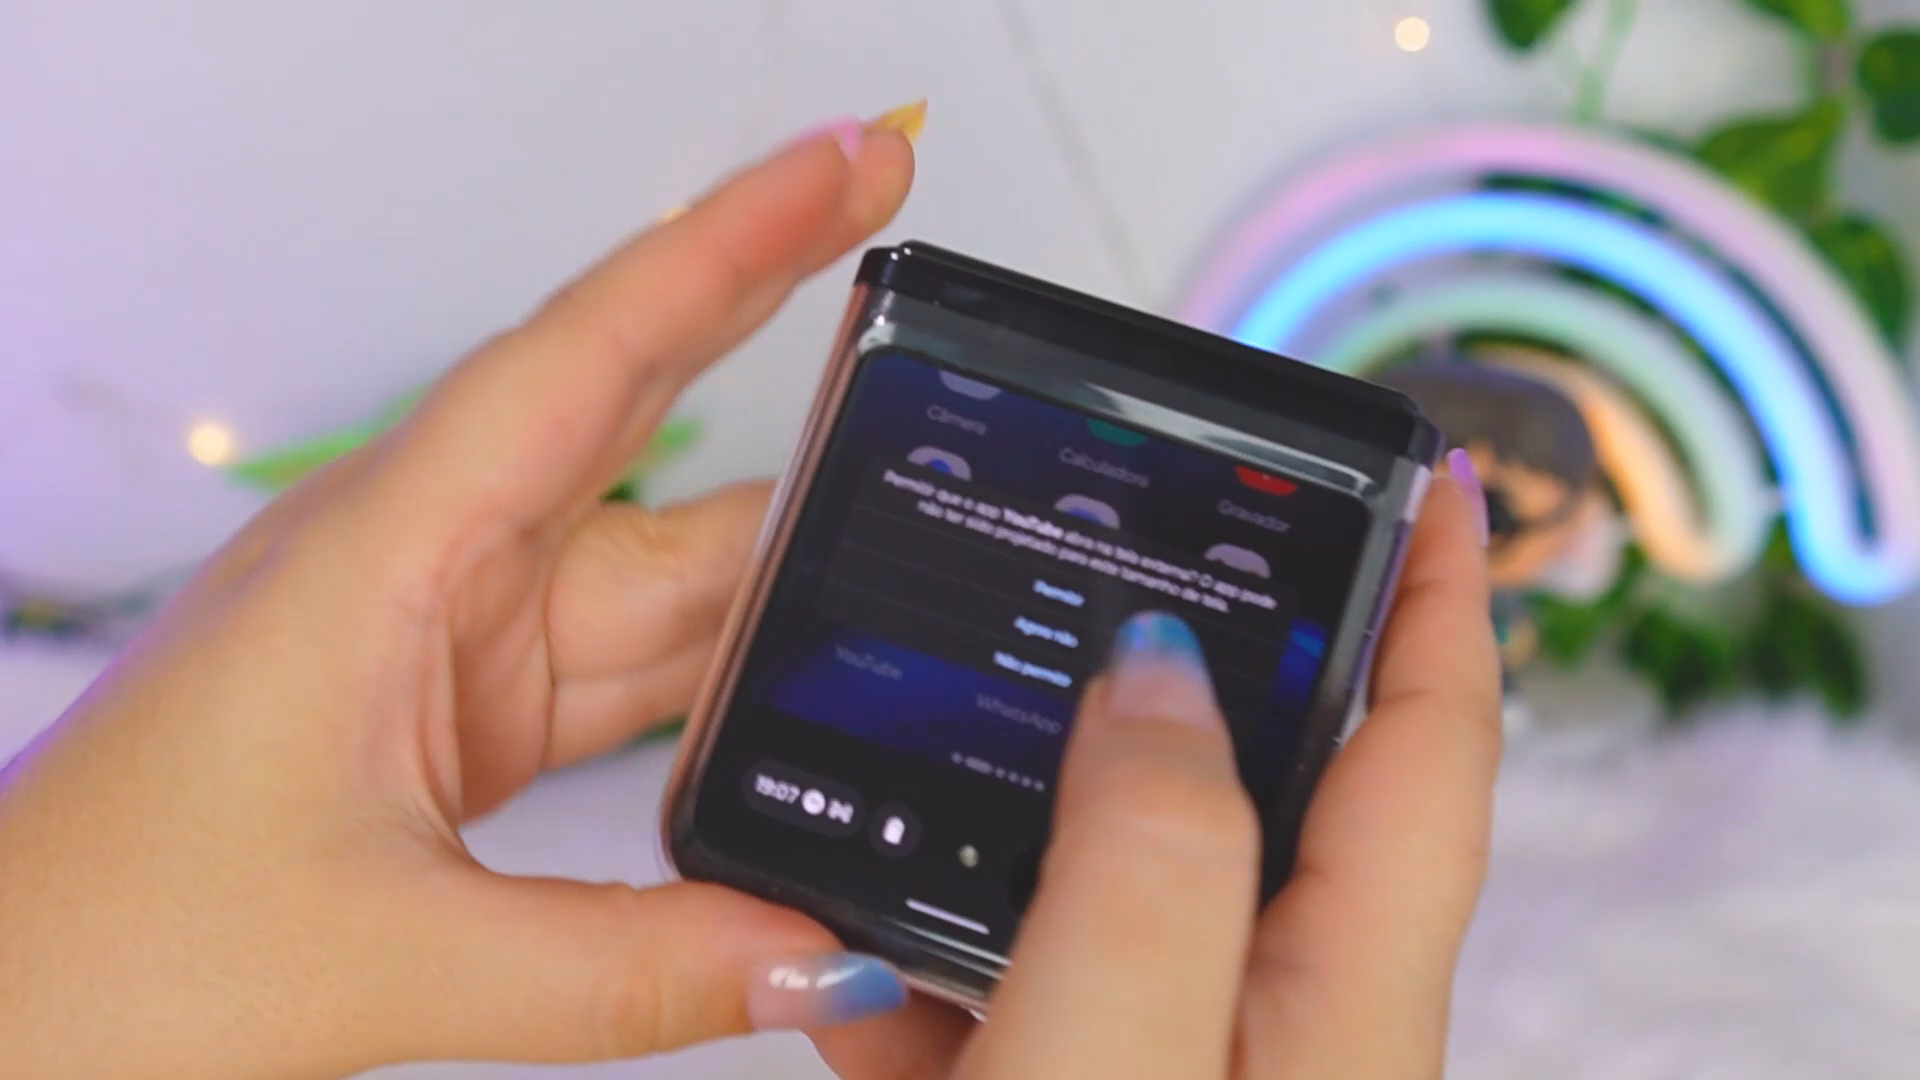 Câmera
Calculadora
Gravador
Permitir que o app YouTube abra na tela externa? O app pode
não ter sido projetado para este tamanho de tela.
Permitir
Agora não
Não permitir
YouTube
WhatsApp
19:07